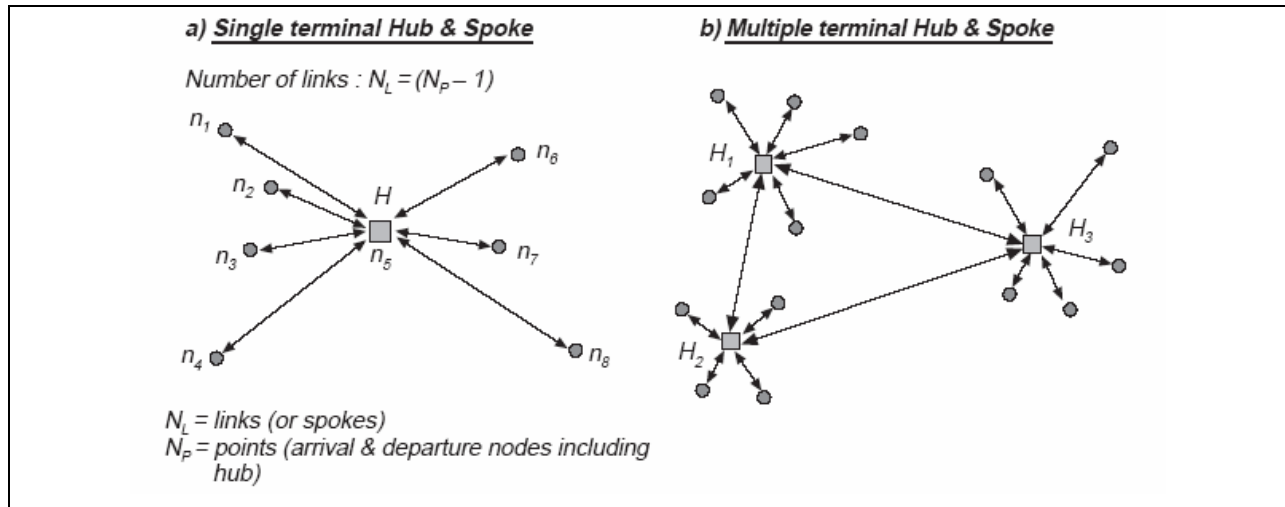 a) Single terminal Hub & Spoke
Number of links : N_L = (N_P – 1)
n_1
n_2
n_3
n_4
H
n_5
n_6
n_7
n_8
N_L = links (or spokes)
N_P = points (arrival & departure nodes including
hub)
b) Multiple terminal Hub & Spoke
H_1
H_2
H_3